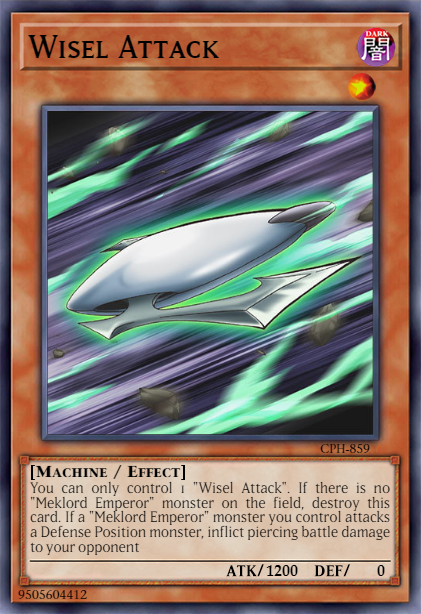 Wisel Attack
DARK
闇
CPH-859
[Machine / Effect]
You can only control 1 "Wisel Attack". If there is no
"Meklord Emperor" monster on the field, destroy this
card. If a "Meklord Emperor" monster you control attacks
a Defense Position monster, inflict piercing battle damage
to your opponent
ATK/1200 DEF/ 0
9505604412